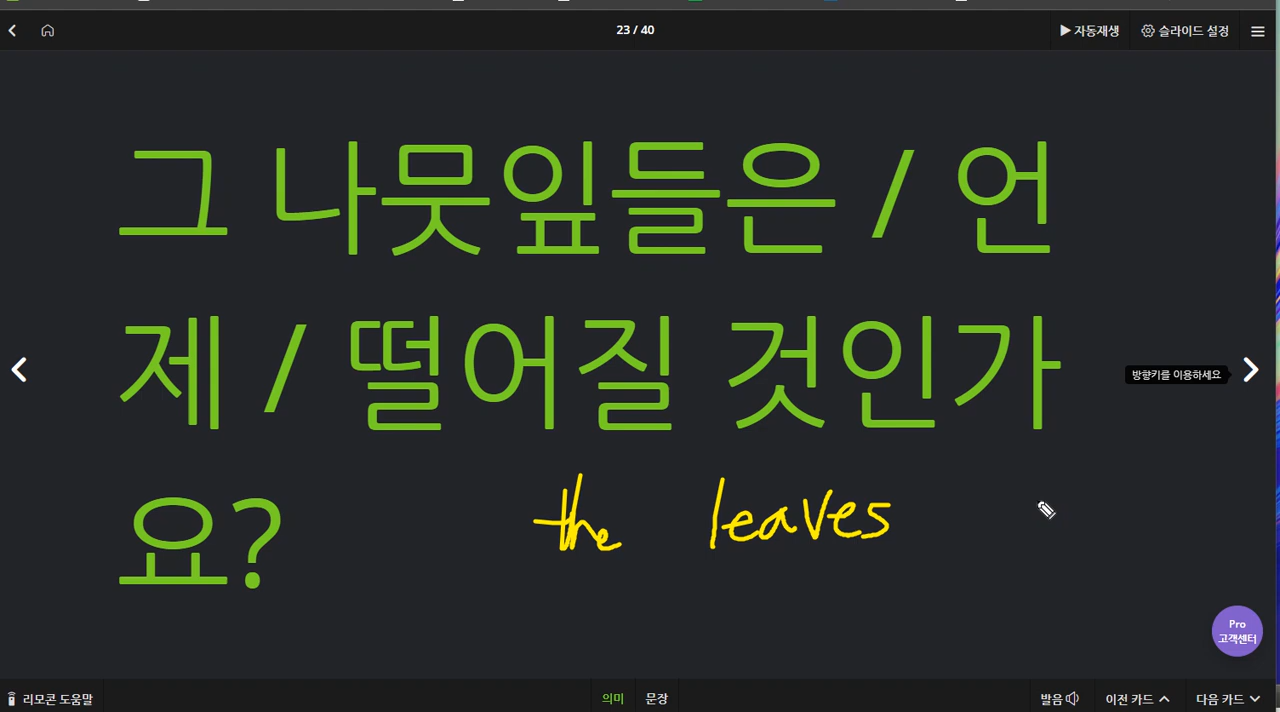 23 / 40
자동재생
슬라이드 설정
그 나뭇잎들은 / 언
제 / 떨어질 것인가
요?
방향키를 이용하세요
the leaves
Pro
고객센터
리모콘 도움말
의미
문장
발음
이전 카드
다음 카드